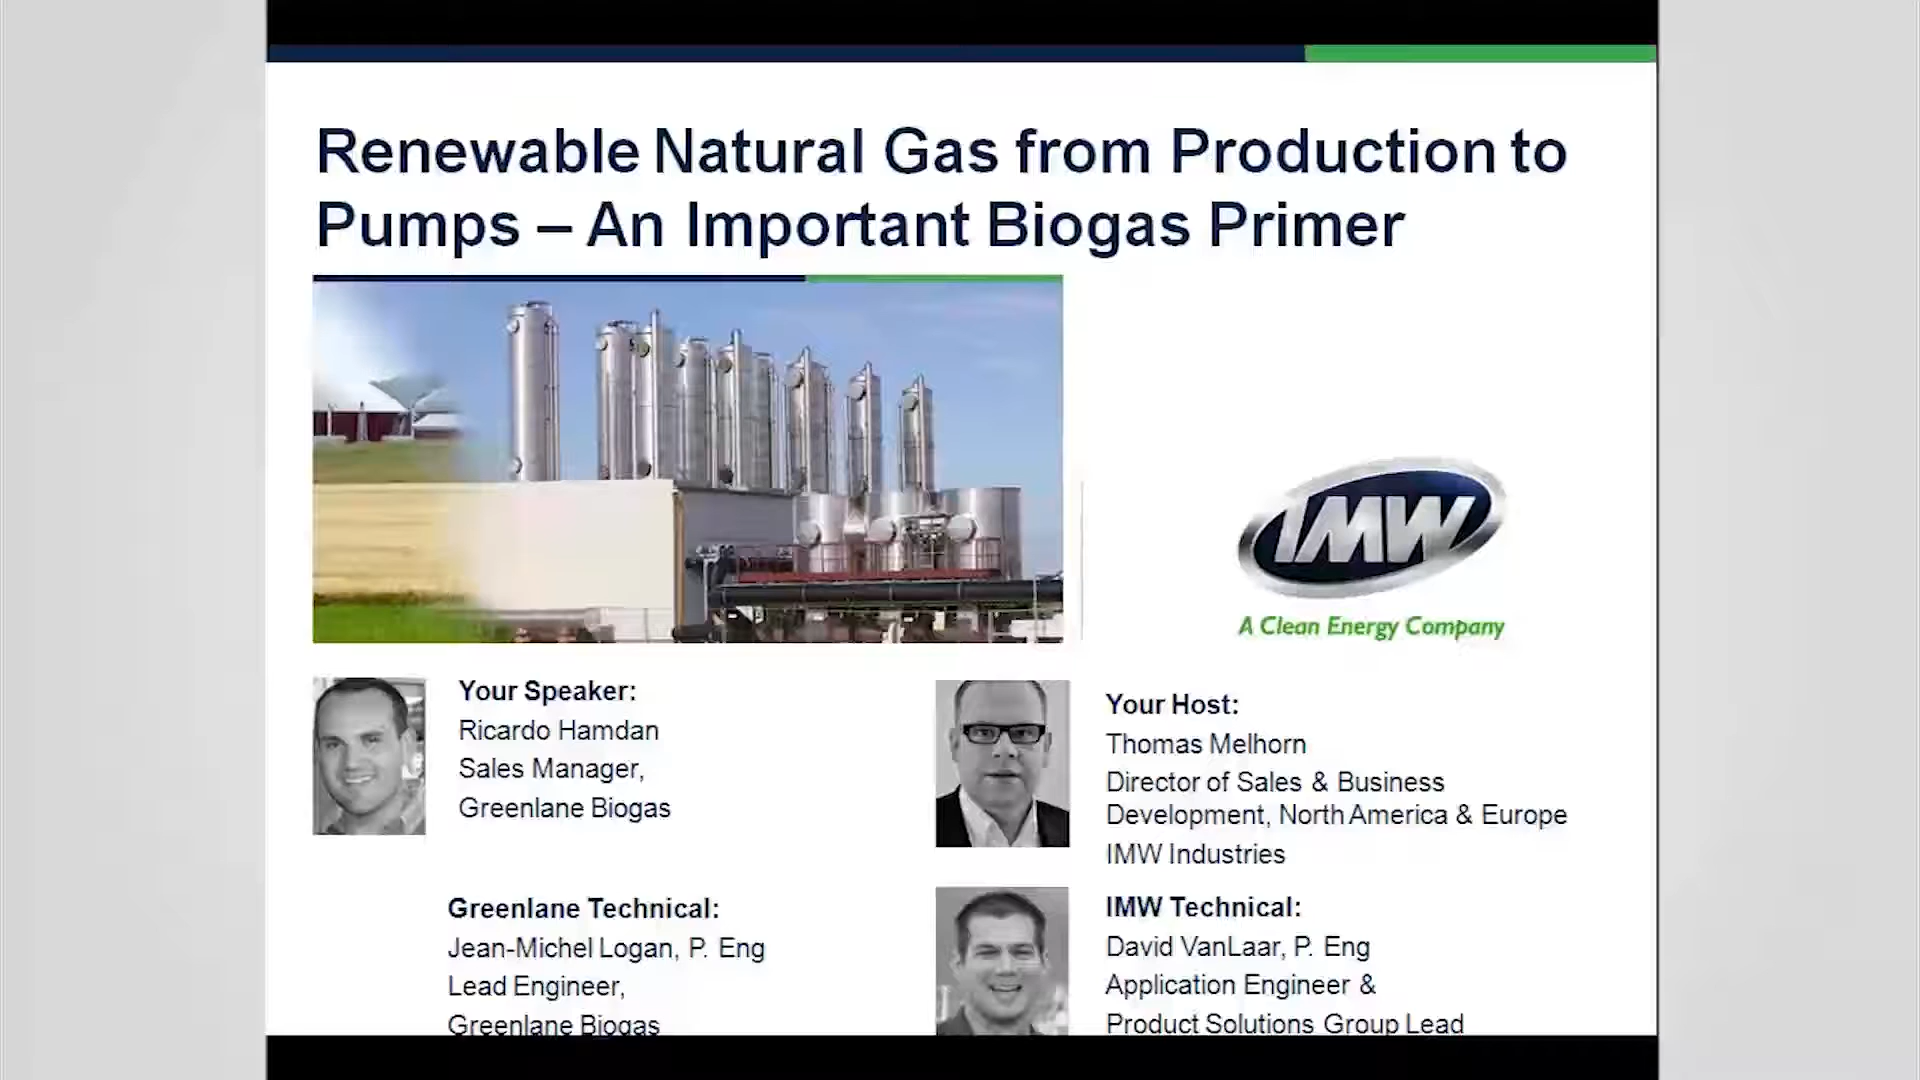 Renewable Natural Gas from Production to
Pumps – An Important Biogas Primer
IMW
A Clean Energy Company
Your Speaker:
Ricardo Hamdan
Sales Manager,
Greenlane Biogas
Your Host:
Thomas Melhorn
Director of Sales & Business
Development, North America & Europe
IMW Industries
Greenlane Technical:
Jean-Michel Logan, P. Eng
Lead Engineer,
Greenlane Biogas
IMW Technical:
David VanLaar, P. Eng
Application Engineer &
Product Solutions Group Lead